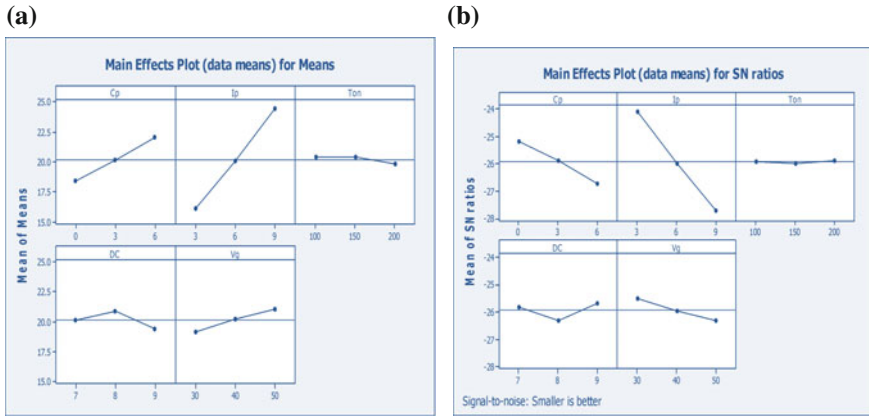 (a)
Main Effects Plot (data means) for Means
Cp Ip Ton
25.0
22.5
20.0
17.5
15.0
0 3 6 3 6 9 100 150 200
DC Vg
25.0
22.5
20.0
17.5
15.0
7 8 9 30 40 50
Mean of Means
(b)
Main Effects Plot (data means) for SN ratios
Cp Ip Ton
-24
-25
-26
-27
-28
0 3 6 3 6 9 100 150 200
DC Vg
-24
-25
-26
-27
-28
7 8 9 30 40 50
Mean of SN ratios
Signal-to-noise: Smaller is better